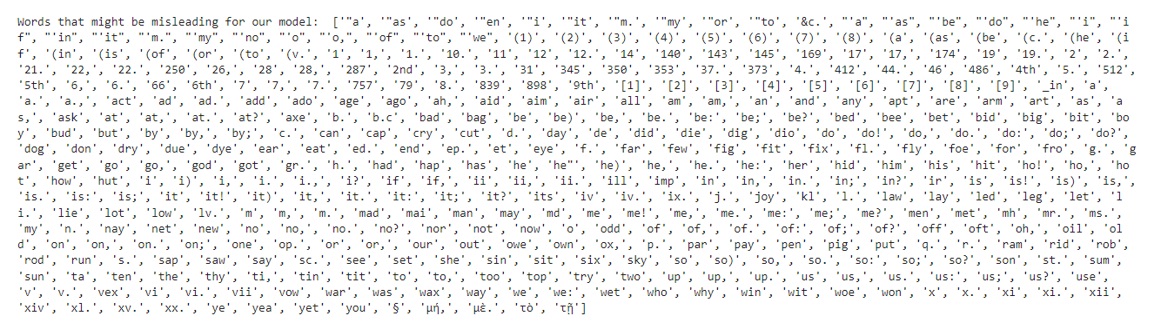 Words that might be misleading for our model:  ['"a', '"as', '"do', '"en', '"i', '"it', '"m.', '"my', '"or', '"to', '&c.', '"a", "as", "be", "do", "he", "i", "'i
f", "'in", "it", "'m.", "'my", "'no", "'o", "'o,", "'of", "'to", "'we", '(1)', '(2)', '(3)', '(4)', '(5)', '(6)', '(7)', '(8)', '(a', '(as', '(be', '(c.', '(he', '(i
f', '(in', '(is', '(of', '(or', '(to', '(v.', '1', '1,', '1.', '10.', '11', '12', '12.', '14', '140', '143', '145', '169', '17', '17,', '174', '19', '19.', '2', '2.',
'21.', '22,', '22.', '250', '26,', '28', '28,', '287', '2nd', '3,', '3.', '31', '345', '350', '353', '37.', '373', '4.', '412', '44.', '46', '486', '4th', '5.', '512',
'5th', '6,', '6.', '66', '6th', '7', '7,', '7.', '757', '79', '8.', '839', '898', '9th', '[1]', '[2]', '[3]', '[4]', '[5]', '[6]', '[7]', '[8]', '[9]', '_in', 'a',
'a.', 'a.,', 'act', 'ad', 'ad.', 'add', 'ado', 'age', 'ago', 'ah,', 'aid', 'aim', 'air', 'all', 'am', 'am,', 'an', 'and', 'any', 'apt', 'are', 'arm', 'art', 'as', 'a
s,', 'ask', 'at', 'at,', 'at.', 'at?', 'axe', 'b.', 'b.c', 'bad', 'bag', 'be', 'be)', 'be,', 'be.', 'be:', 'be;', 'be?', 'bed', 'bee', 'bet', 'bid', 'big', 'bit', 'bo
y', 'bud', 'but', 'by', 'by,', 'by;', 'c.', 'can', 'cap', 'cry', 'cut', 'd.', 'day', 'de', 'did', 'die', 'dig', 'dio', 'do', 'do!', 'do,', 'do.', 'do:', 'do;', 'do?',
'dog', 'don', 'dry', 'due', 'dye', 'ear', 'eat', 'ed.', 'end', 'ep.', 'et', 'eye', 'f.', 'far', 'few', 'fig', 'fit', 'fix', 'fl.', 'fly', 'foe', 'for', 'fro', 'g.', 'g
ar', 'get', 'go', 'go,', 'god', 'got', 'gr.', 'h.', 'had', 'hap', 'has', 'he', 'he"', 'he)', 'he,', 'he.', 'he:', 'her', 'hid', 'him', 'his', 'hit', 'ho!', 'ho,', 'ho
t', 'how', 'hut', 'i', 'i)', 'i,', 'i.', 'i.,', 'i?', 'if', 'if,', 'ii', 'ii,', 'ii.', 'ill', 'imp', 'in', 'in,', 'in.', 'in;', 'in?', 'ir', 'is', 'is!', 'is)', 'is,',
'is.', 'is:', 'is;', 'it', 'it!', 'it)', 'it,', 'it.', 'it:', 'it;', 'it?', 'its', 'iv', 'iv.', 'ix.', 'j.', 'joy', 'kl', 'l.', 'law', 'lay', 'led', 'leg', 'let', 'l
i.', 'lie', 'lot', 'low', 'lv.', 'm', 'm,', 'm.', 'mad', 'mai', 'man', 'may', 'md', 'me', 'me!', 'me,', 'me.', 'me:', 'me;', 'me?', 'men', 'met', 'mh', 'mr.', 'ms.',
'my', 'n.', 'nay', 'net', 'new', 'no', 'no,', 'no.', 'no?', 'nor', 'not', 'now', 'o', 'odd', 'of', 'of,', 'of.', 'of:', 'of;', 'of?', 'off', 'oft', 'oh,', 'oil', 'ol
d', 'on', 'on,', 'on.', 'on;', 'one', 'op.', 'or', 'or,', 'our', 'out', 'owe', 'own', 'ox,', 'p.', 'par', 'pay', 'pen', 'pig', 'put', 'q.', 'r.', 'ram', 'rid', 'rob',
'rod', 'run', 's.', 'sap', 'saw', 'say', 'sc.', 'see', 'set', 'she', 'sin', 'sit', 'six', 'sky', 'so', 'so)', 'so,', 'so.', 'so:', 'so;', 'so?', 'son', 'st.', 'sum',
'sun', 'ta', 'ten', 'the', 'thy', 'ti,', 'tin', 'tit', 'to', 'to,', 'too', 'top', 'try', 'two', 'up', 'up,', 'up.', 'us', 'us,', 'us.', 'us:', 'us;', 'us?', 'use',
'v', 'v.', 'vex', 'vi', 'vi.', 'vii', 'vow', 'war', 'was', 'wax', 'way', 'we', 'we:', 'wet', 'who', 'why', 'win', 'wit', 'woe', 'won', 'x', 'x.', 'xi', 'xi.', 'xii',
'xiv', 'xl.', 'xv.', 'xx.', 'ye', 'yea', 'yet', 'you', '§', 'μή,', 'μὲ.', 'τὸ', 'τῇ']